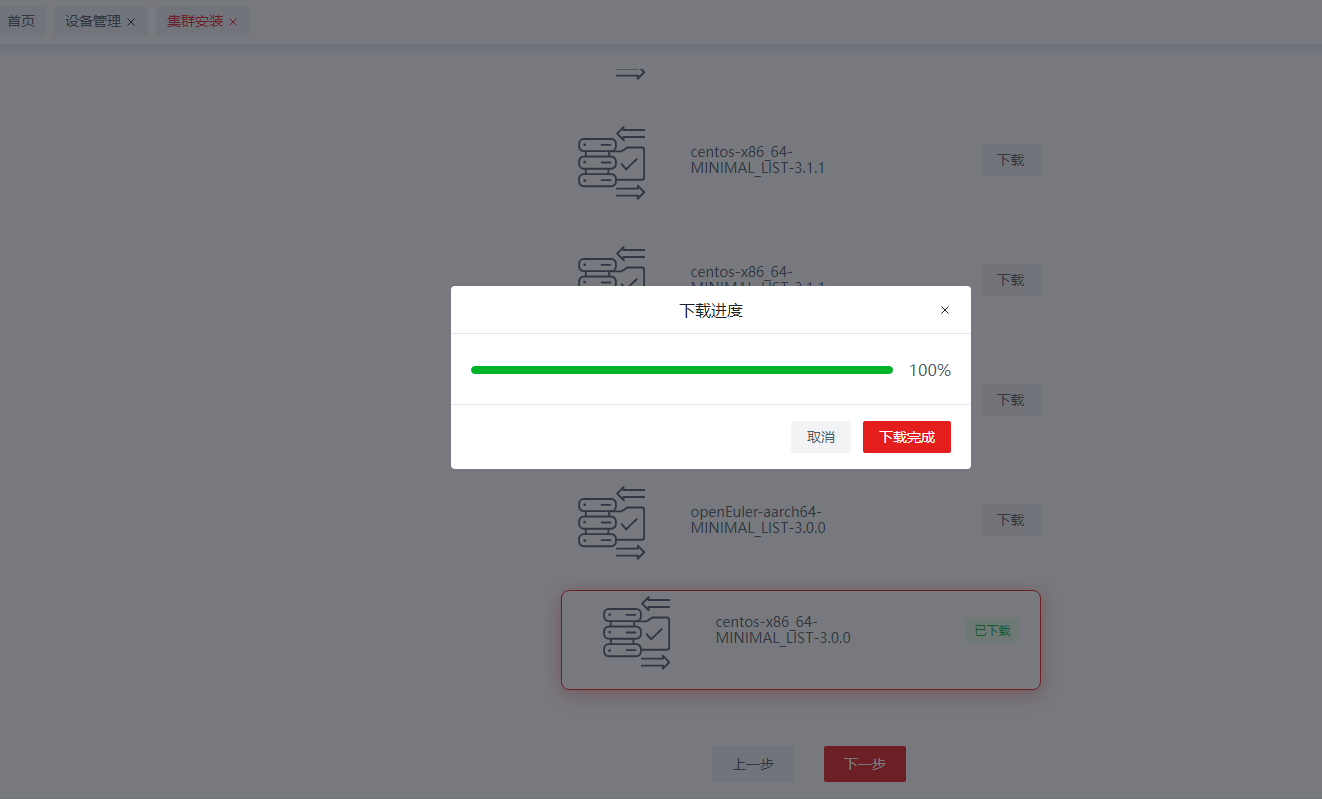 首页
设备管理
集群安装
centos-x86_64-
MINIMAL_LIST-3.1.1
下载
centos-x86_64-
MINIMAL_LIST-3.1.1
下载
下载进度
100%
取消
下载完成
下载
openEuler-aarch64-
MINIMAL_LIST-3.0.0
下载
centos-x86_64-
MINIMAL_LIST-3.0.0
已下载
上一步
下一步